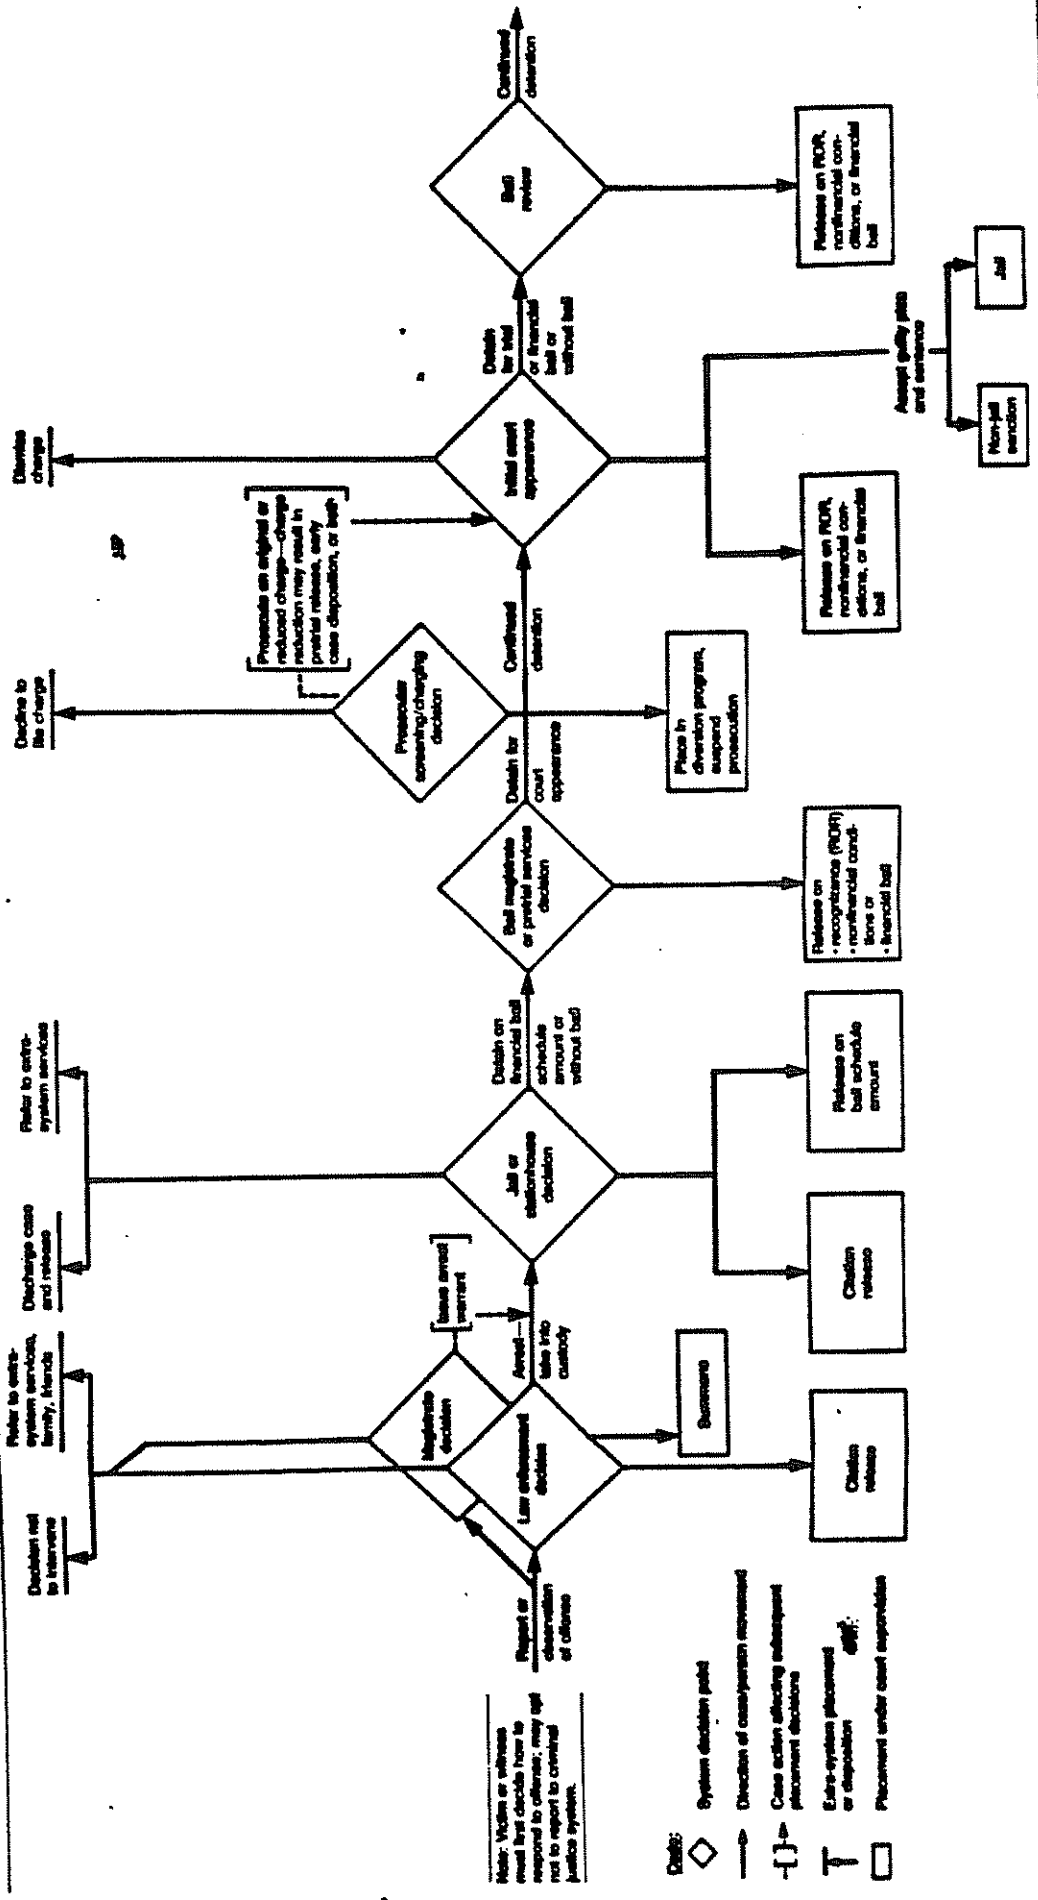 Decision not
to intervene
Refer to extra-
system services,
family, friends
Discharge case
and release
Refer to extra-
system services
Decline to
file charge
Dismiss
charge
Note: Victim or witness
must first decide how to
respond to offense; may opt
not to report to criminal
justice system.
Report or
observation
of offense
Magistrate
decision
Law enforcement
decision
Issue arrest
warrant
Arrest—
take into
custody
Summons
Citation
release
Jail or
stationhouse
decision
Citation
release
Release on
bail schedule
amount
Detain on
financial bail
schedule
amount or
without bail
Bail magistrate
or pretrial services
decision
Release on
• recognizance (ROR)
• nonfinancial condi-
tions or
• financial bail
Detain for
court
appearance
Prosecutor
screening/charging
decision
Prosecute on original or
reduced charge—charge
reduction may result in
pretrial release, early
case disposition, or both
Place in
diversion program,
suspend
prosecution
Continued
detention
Initial court
appearance
Release on ROR,
nonfinancial con-
ditions, or financial
bail
Accept guilty plea
and sentence
Non-jail
sanction
Jail
Detain
for trial
or financial
bail or
without bail
Bail
review
Release on ROR,
nonfinancial con-
ditions, or financial
bail
Continued
detention
System decision point
Direction of case/person movement
Case action affecting subsequent
placement decisions
Extra-system placement
or disposition
Placement under court supervision